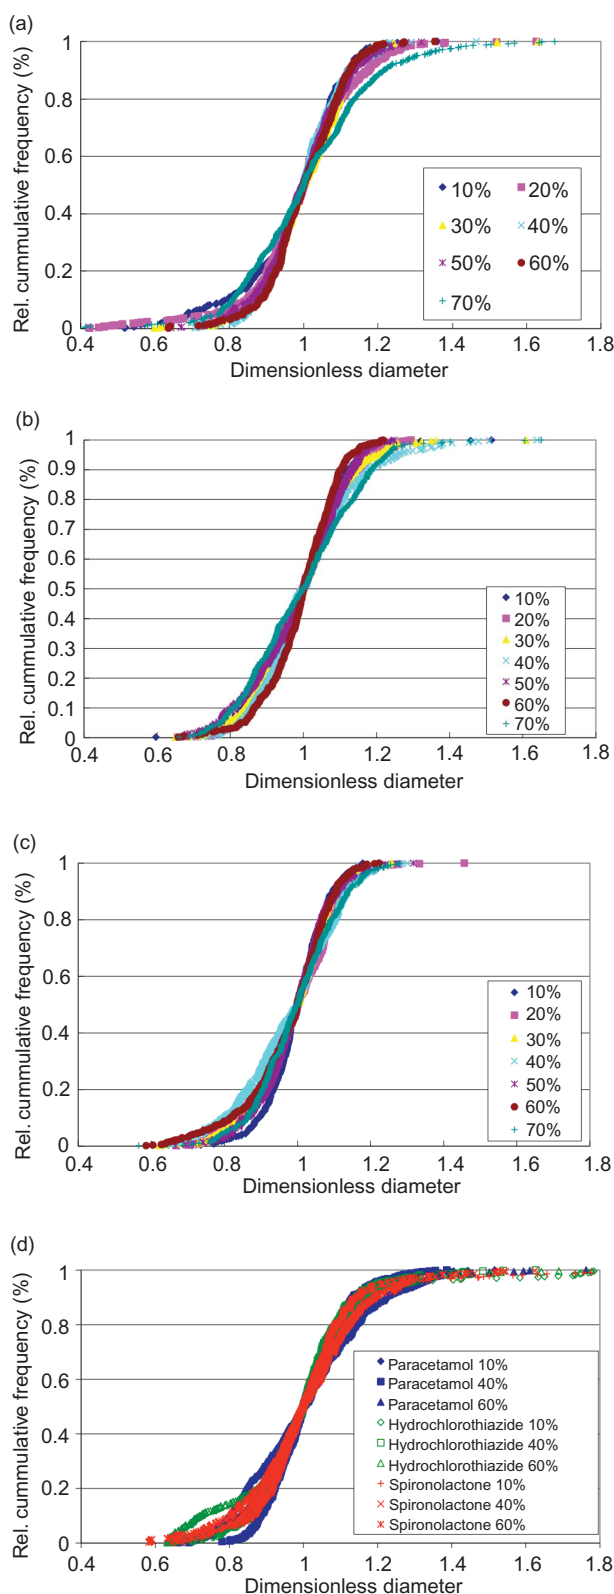 (a)
Rel. cummulative frequency (%)
1
0.8
0.6
0.4
0.2
0
0.4 0.6 0.8 1 1.2 1.4 1.6 1.8
Dimensionless diameter
10% 20%
30% 40%
50% 60%
70%
(b)
Rel. cummulative frequency (%)
1
0.9
0.8
0.7
0.6
0.5
0.4
0.3
0.2
0.1
0
0.4 0.6 0.8 1 1.2 1.4 1.6 1.8
Dimensionless diameter
10%
20%
30%
40%
50%
60%
70%
(c)
Rel. cummulative frequency (%)
1
0.8
0.6
0.4
0.2
0
0.4 0.6 0.8 1 1.2 1.4 1.6 1.8
Dimensionless diameter
10%
20%
30%
40%
50%
60%
70%
(d)
Rel. cummulative frequency (%)
1
0.8
0.6
0.4
0.2
0
0.4 0.6 0.8 1 1.2 1.4 1.6 1.8
Dimensionless diameter
Paracetamol 10%
Paracetamol 40%
Paracetamol 60%
Hydrochlorothiazide 10%
Hydrochlorothiazide 40%
Hydrochlorothiazide 60%
Spironolactone 10%
Spironolactone 40%
Spironolactone 60%